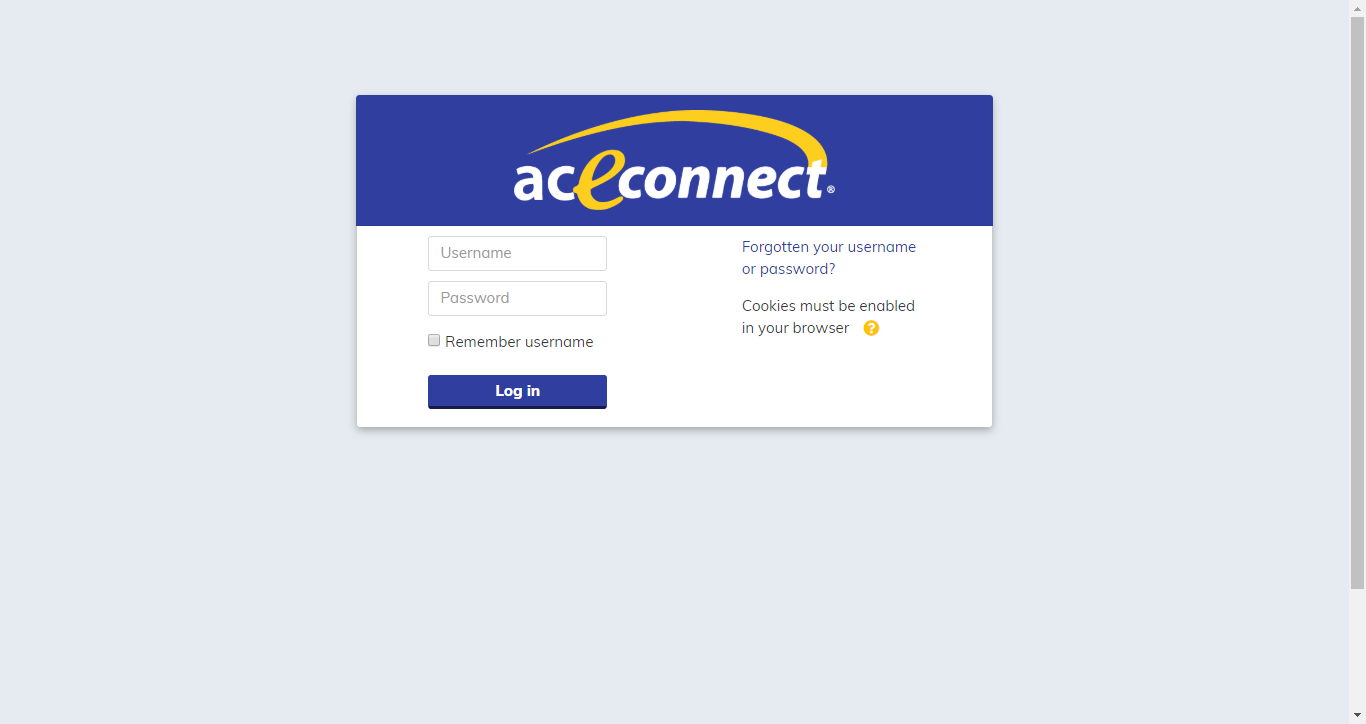 aceconnect®
Username
Password
Remember username
Log in
Forgotten your username
or password?
Cookies must be enabled
in your browser